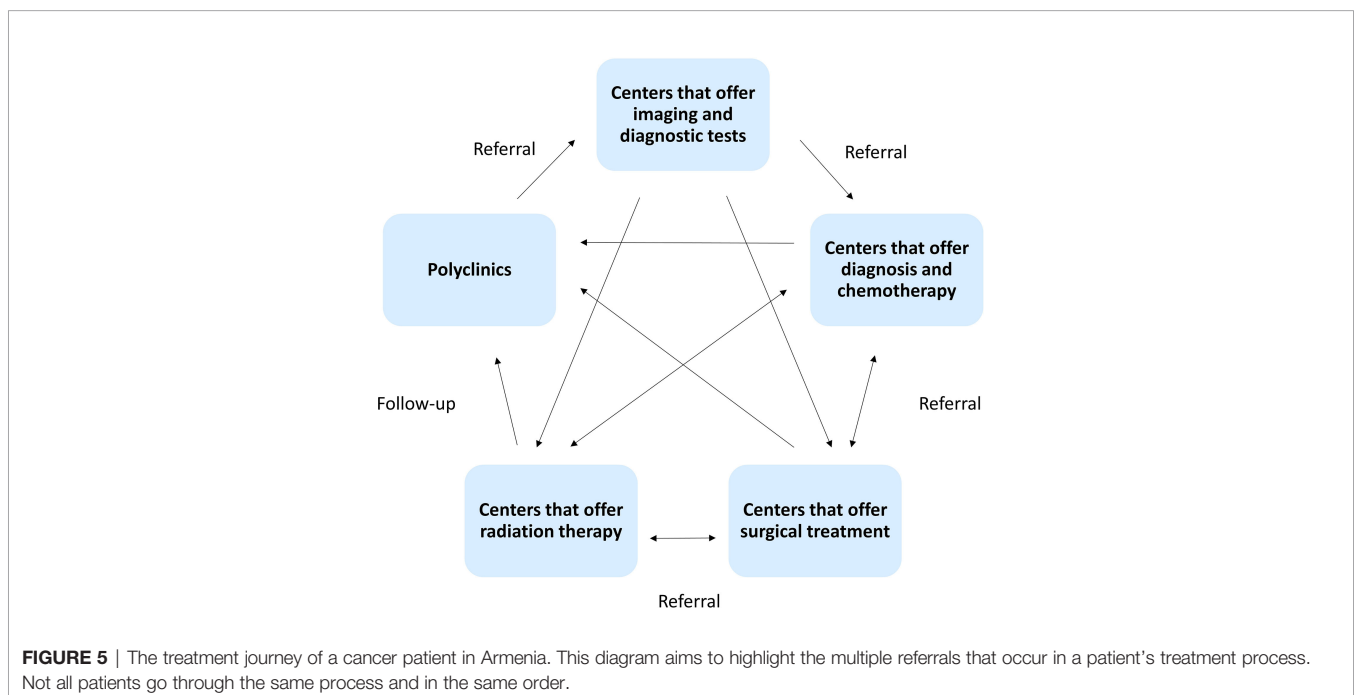 Centers that offer
imaging and
diagnostic tests
Referral
Referral
Polyclinics
Centers that offer
diagnosis and
chemotherapy
Follow-up
Referral
Centers that offer
radiation therapy
Centers that offer
surgical treatment
Referral
FIGURE 5 | The treatment journey of a cancer patient in Armenia. This diagram aims to highlight the multiple referrals that occur in a patient’s treatment process.
Not all patients go through the same process and in the same order.